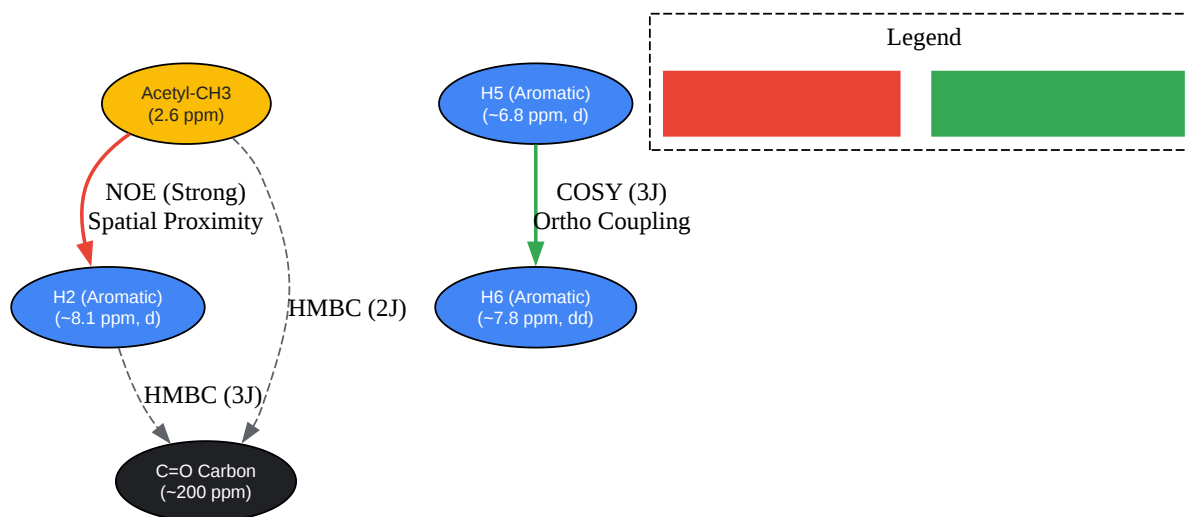 Legend
Acetyl-CH3
(2.6 ppm)
H5 (Aromatic)
(~6.8 ppm, d)
NOE (Strong)
Spatial Proximity
COSY (3J)
Ortho Coupling
H2 (Aromatic)
(~8.1 ppm, d)
HMBC (2J)
H6 (Aromatic)
(~7.8 ppm, dd)
HMBC (3J)
C=O Carbon
(~200 ppm)